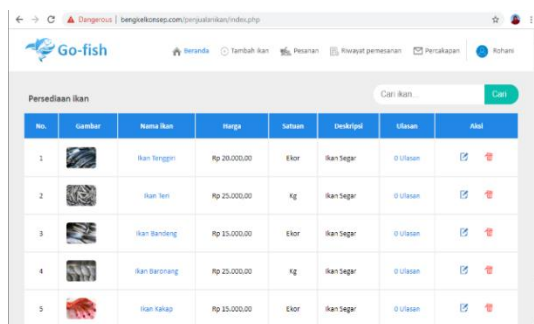 Dangerous | bengkelkonsep.com/penjualanikan/index.php
Go-fish
Beranda Tambah ikan Pesanan Riwayat pemesanan Percakapan Rohani
Persediaan ikan Cari ikan... Cari
No. Gambar Nama ikan Harga Satuan Deskripsi Ulasan Aksi
1 Ikan Tenggiri Rp 20.000,00 Ekor Ikan Segar 0 Ulasan
2 Ikan Teri Rp 25.000,00 Kg Ikan Segar 0 Ulasan
3 Ikan Bandeng Rp 15.000,00 Ekor Ikan Segar 0 Ulasan
4 Ikan Baronang Rp 25.000,00 Kg Ikan Segar 0 Ulasan
5 Ikan Kakap Rp 15.000,00 Ekor Ikan Segar 0 Ulasan